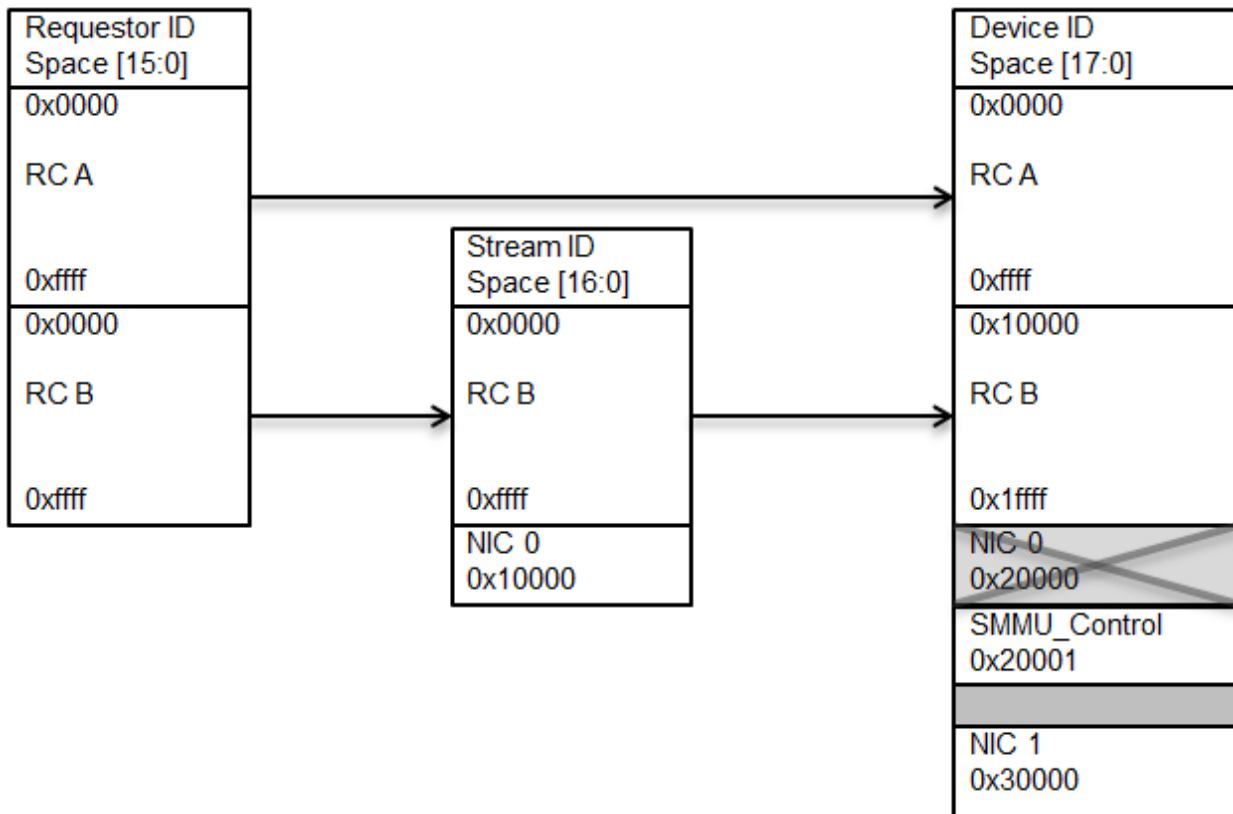 Requestor ID
Space [15:0]
0x0000
RC A
0xffff
0x0000
RC B
0xffff
Stream ID
Space [16:0]
0x0000
RC B
0xffff
NIC 0
0x10000
Device ID
Space [17:0]
0x0000
RC A
0xffff
0x10000
RC B
0x1ffff
NIC 0
0x20000
SMMU_Control
0x20001
NIC 1
0x30000